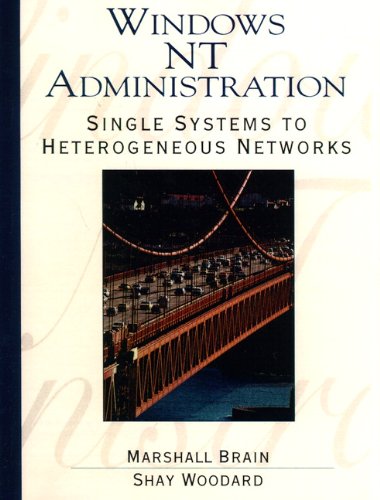 WINDOWS
NT
ADMINISTRATION
SINGLE SYSTEMS TO
HETEROGENEOUS NETWORKS
MARSHALL BRAIN
SHAY WOODARD